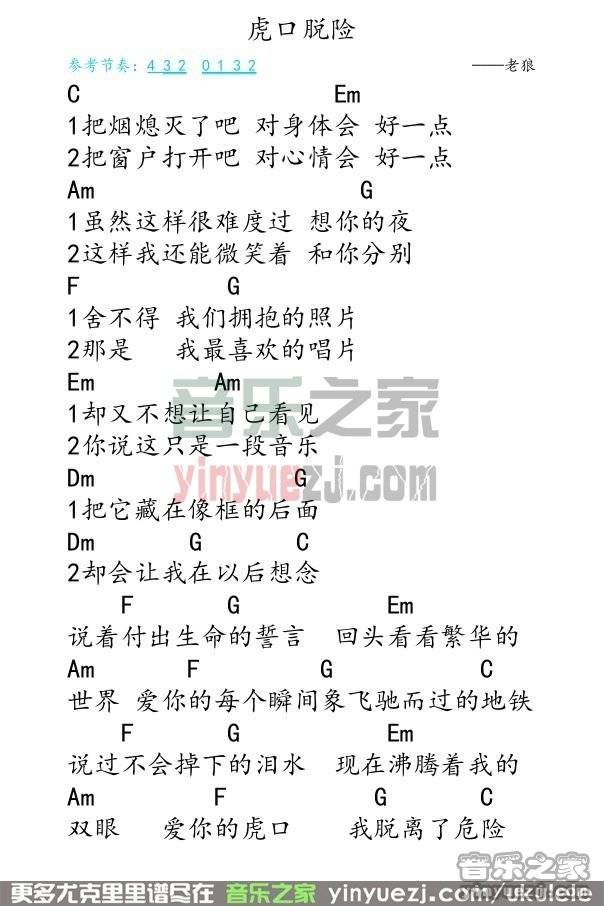 虎口脱险
参考节奏：4 3 2  0 1 3 2 ——老狼
C Em
1把烟熄灭了吧 对身体会 好一点
2把窗户打开吧 对心情会 好一点
Am G
1虽然这样很难度过 想你的夜
2这样我还能微笑着 和你分别
F G
1舍不得 我们拥抱的照片
2那是 我最喜欢的唱片
Em Am
1却又不想让自己看见
2你说这只是一段音乐
Dm G
1把它藏在像框的后面
Dm G C
2却会让我在以后想念
F G Em
说着付出生命的誓言 回头看看繁华的
Am F G C
世界 爱你的每个瞬间象飞驰而过的地铁
F G Em
说过不会掉下的泪水 现在沸腾着我的
Am F G C
双眼 爱你的虎口 我脱离了危险
音乐之家
yinyuezj.com
音乐之家
yinyuezj.com
更多尤克里里谱尽在 音乐之家 yinyuezj.com/ukulili